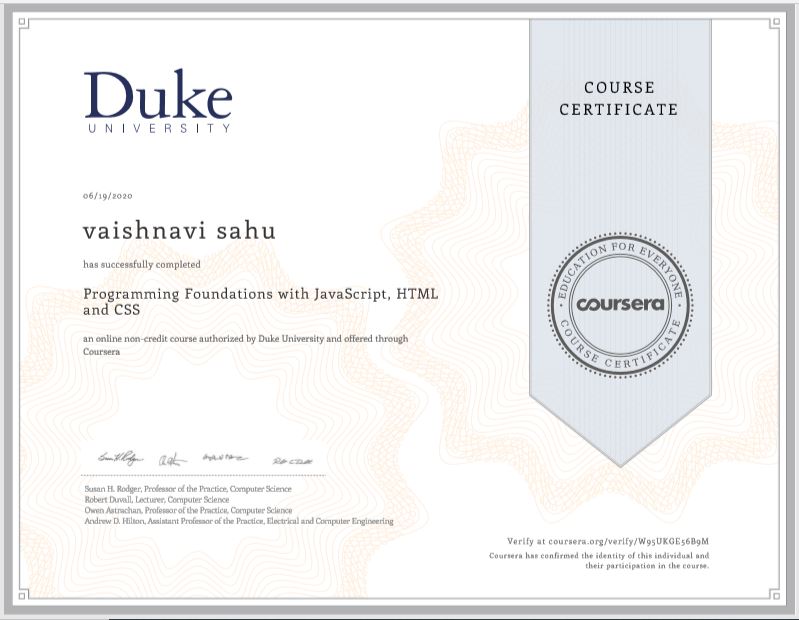 Duke
UNIVERSITY
COURSE
CERTIFICATE
06/19/2020
vaishnavi sahu
has successfully completed
Programming Foundations with JavaScript, HTML
and CSS
an online non-credit course authorized by Duke University and offered through
Coursera
EDUCATION FOR EVERYONE
coursera
COURSE CERTIFICATE
Susan H. Rodger, Professor of the Practice, Computer Science
Robert Duvall, Lecturer, Computer Science
Owen Astrachan, Professor of the Practice, Computer Science
Andrew D. Hilton, Assistant Professor of the Practice, Electrical and Computer Engineering
Verify at coursera.org/verify/W95UKGE56B9M
Coursera has confirmed the identity of this individual and
their participation in the course.